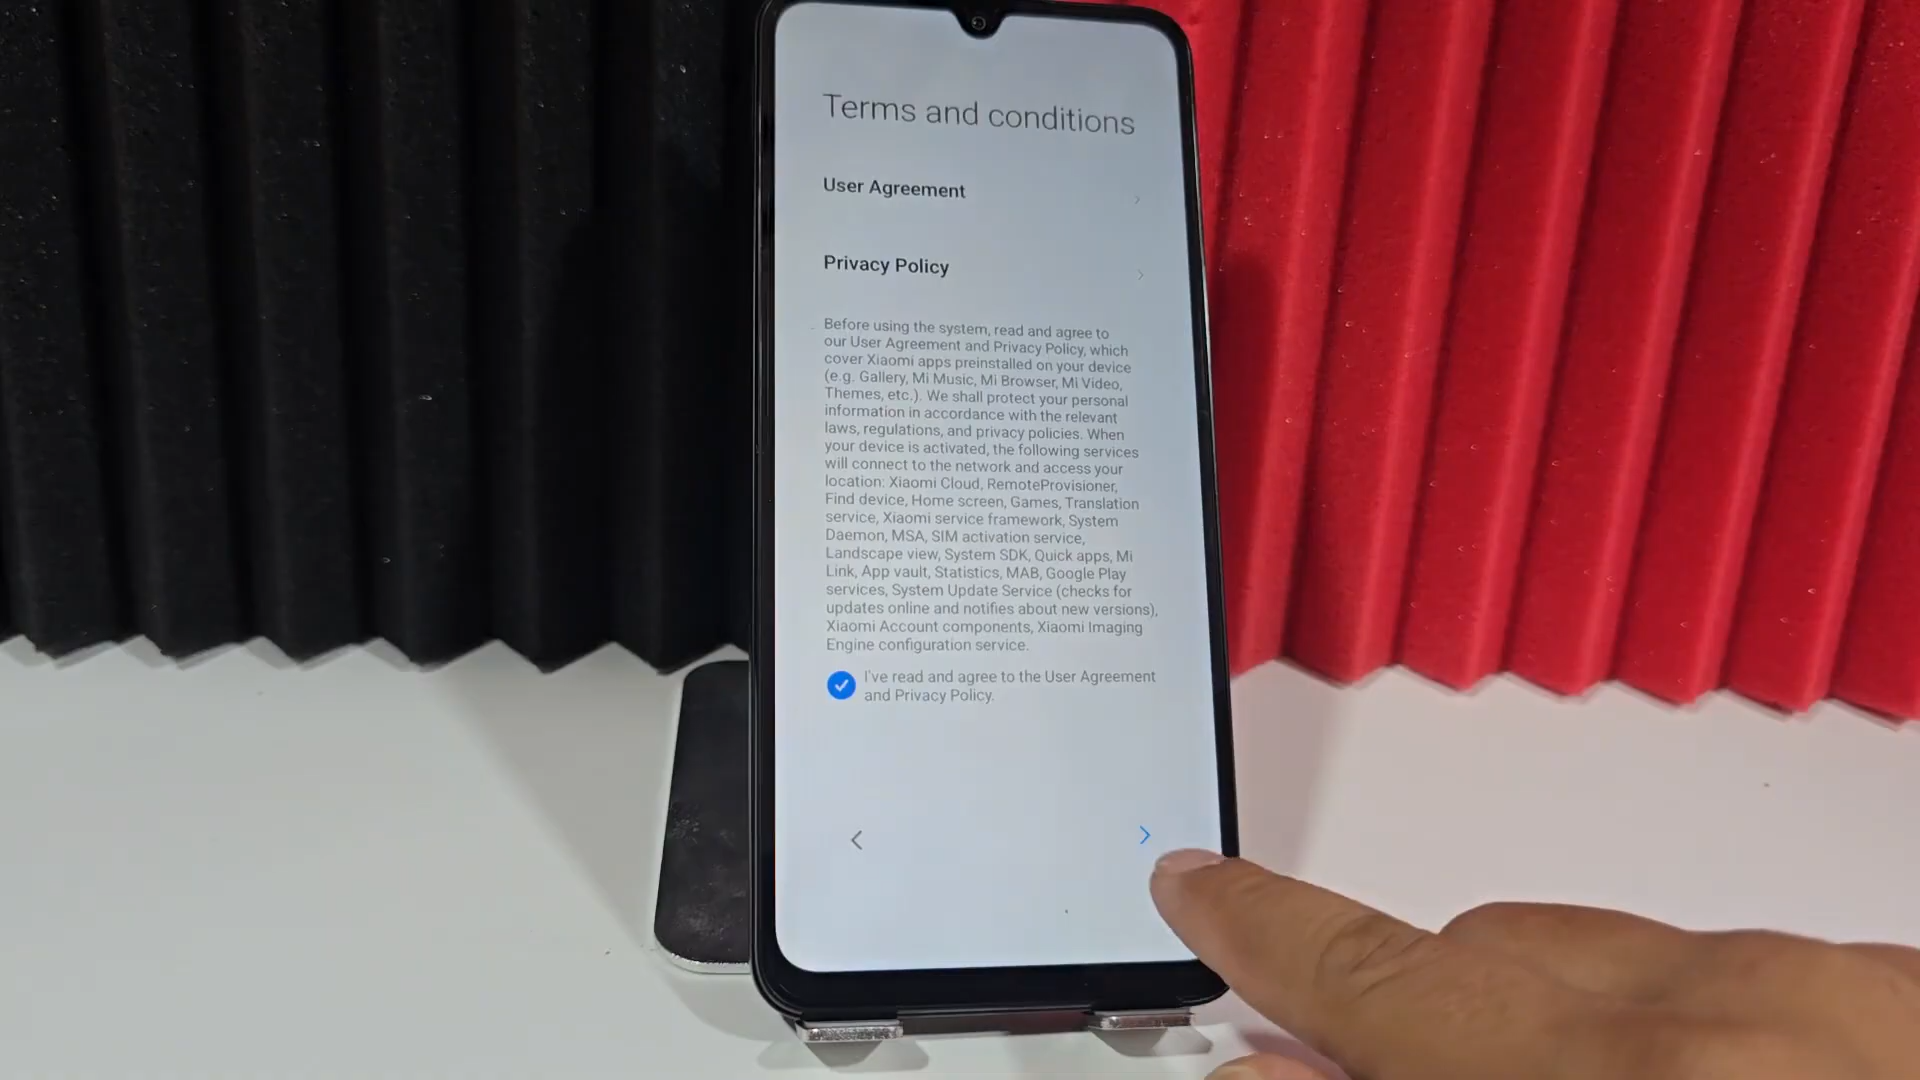 Terms and conditions
User Agreement
Privacy Policy
Before using the system, read and agree to
our User Agreement and Privacy Policy, which
cover Xiaomi apps preinstalled on your device
(e.g. Gallery, Mi Music, Mi Browser, Mi Video,
Themes, etc.). We shall protect your personal
information in accordance with the relevant
laws, regulations, and privacy policies. When
your device is activated, the following services
will connect to the network and access your
location: Xiaomi Cloud, RemoteProvisioner,
Find device, Home screen, Games, Translation
service, Xiaomi service framework, System
Daemon, MSA, SIM activation service,
Landscape view, System SDK, Quick apps, Mi
Link, App vault, Statistics, MAB, Google Play
services, System Update Service (checks for
updates online and notifies about new versions),
Xiaomi Account components, Xiaomi Imaging
Engine configuration service.
I've read and agree to the User Agreement
and Privacy Policy.